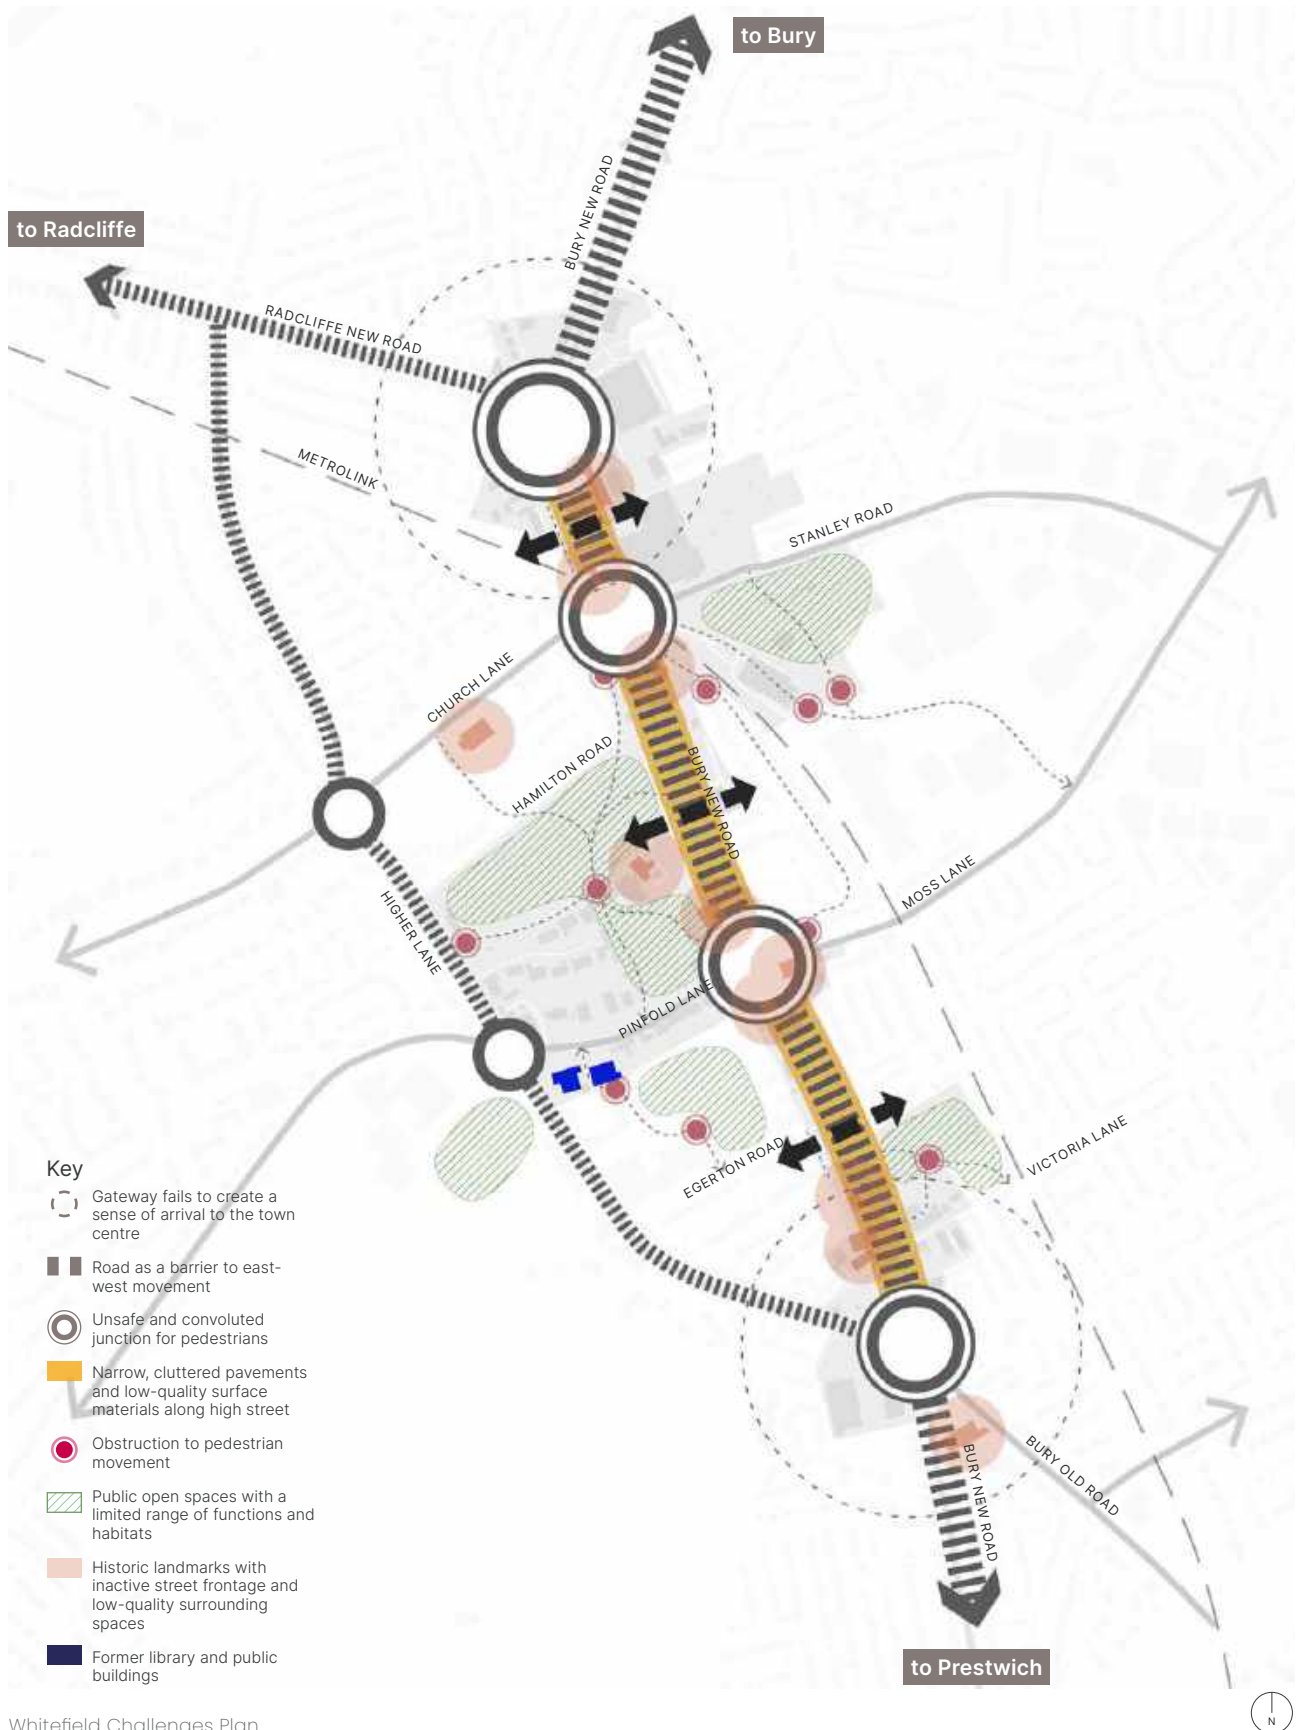 to Bury
BURY NEW ROAD
to Radcliffe
RADCLIFFE NEW ROAD
METROLINK
STANLEY ROAD
CHURCH LANE
HAMILTON ROAD
BURY NEW ROAD
MOSS LANE
HIGHER LANE
PINFOLD LANE
EGERTON ROAD
VICTORIA LANE
Key
Gateway fails to create a
sense of arrival to the town
centre
Road as a barrier to east-
west movement
Unsafe and convoluted
junction for pedestrians
Narrow, cluttered pavements
and low-quality surface
materials along high street
Obstruction to pedestrian
movement
Public open spaces with a
limited range of functions and
habitats
Historic landmarks with
inactive street frontage and
low-quality surrounding
spaces
Former library and public
buildings
BURY OLD ROAD
BURY NEW ROAD
to Prestwich
N
Whitefield Challenges Plan